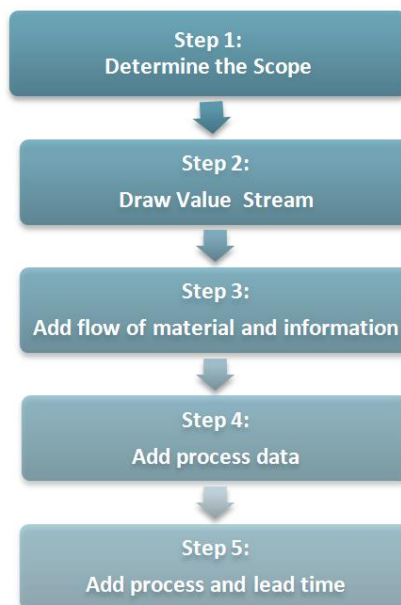 Step 1:
Determine the Scope
Step 2:
Draw Value Stream
Step 3:
Add flow of material and information
Step 4:
Add process data
Step 5:
Add process and lead time